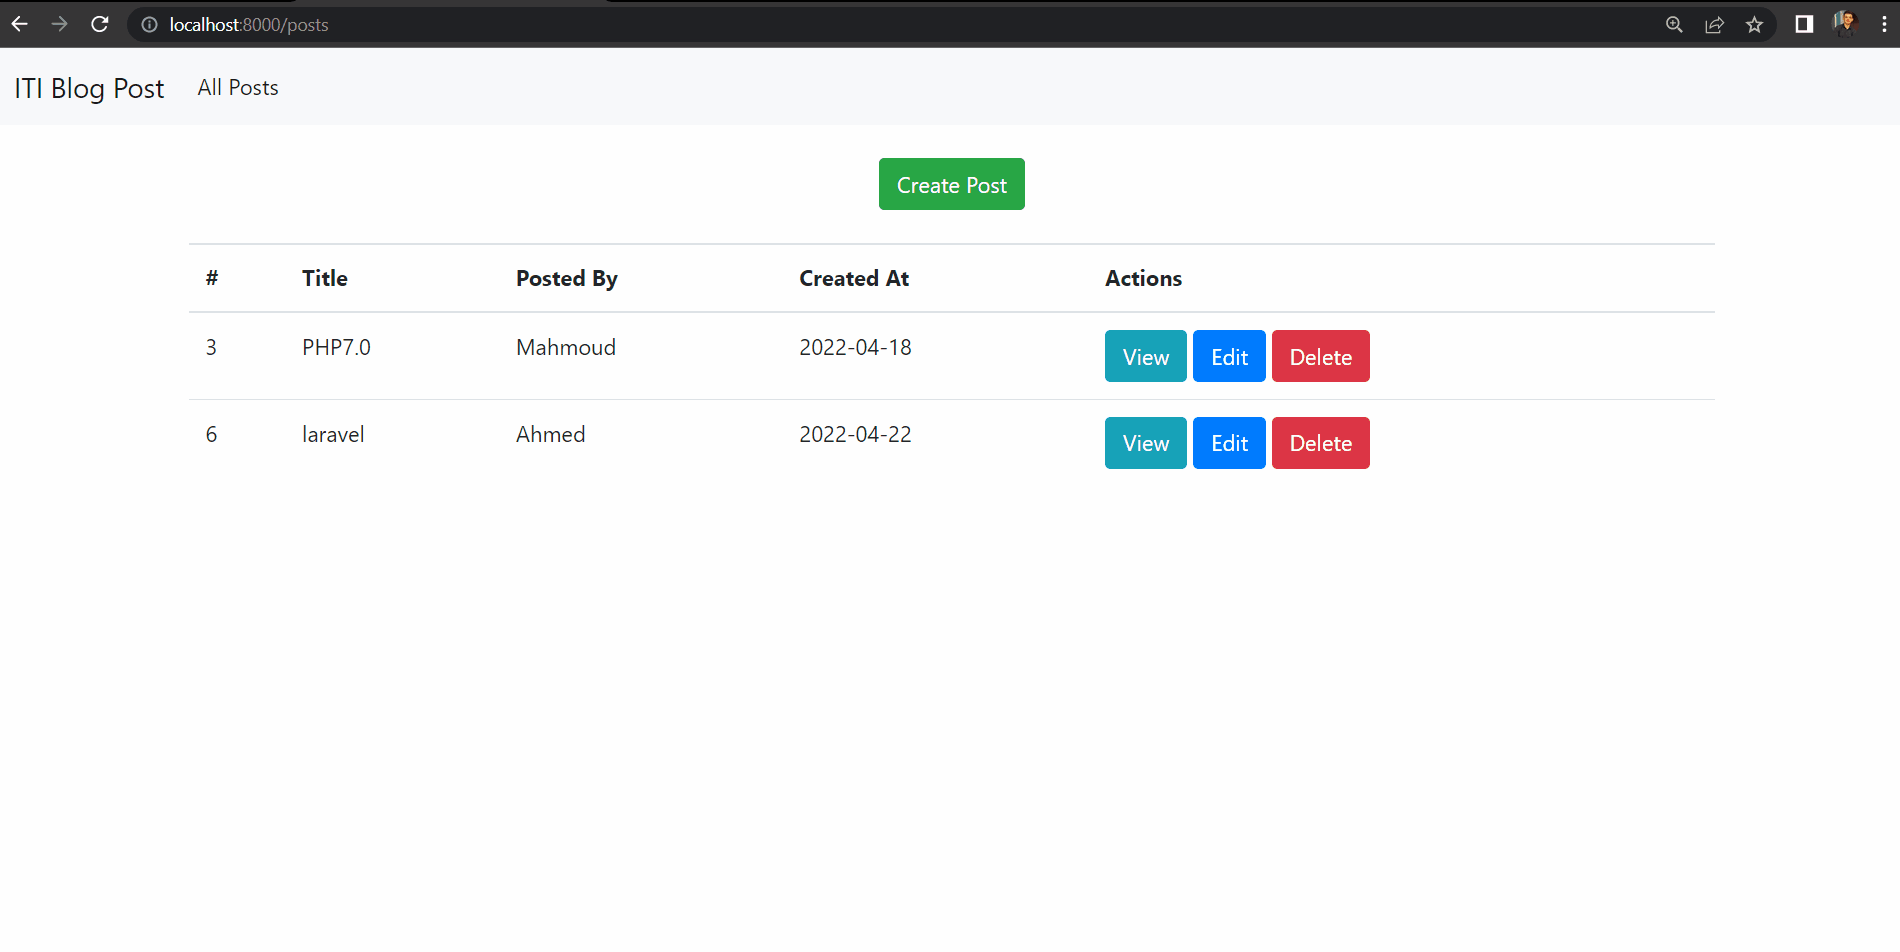 localhost:8000/posts
ITI Blog Post All Posts
Create Post
# Title Posted By Created At Actions
3 PHP7.0 Mahmoud 2022-04-18 View Edit Delete
6 laravel Ahmed 2022-04-22 View Edit Delete